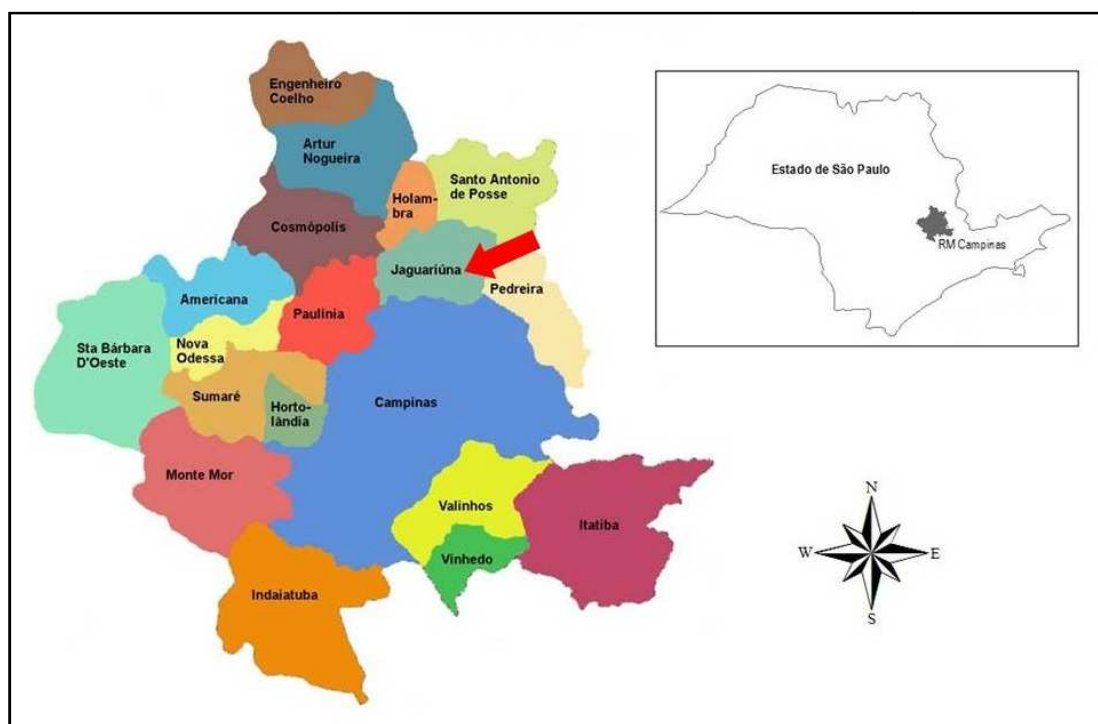 Engenheiro
Coelho
Artur
Nogueira
Holam-
bra
Santo Antonio
de Posse
Cosmópolis
Jaguariúna
Pedreira
Americana
Paulínia
Nova
Odessa
Sta Bárbara
D'Oeste
Sumaré
Horto-
lândia
Campinas
Monte Mor
Valinhos
Itatiba
Vinhedo
Indaiatuba
Estado de São Paulo
RM Campinas
N
W
E
S